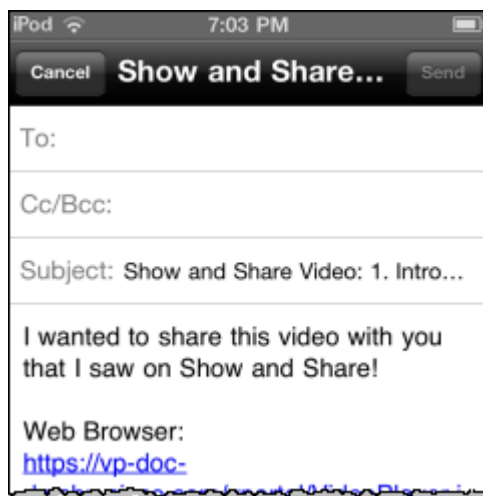 iPod 7:03 PM
Cancel Show and Share... Send
To:
Cc/Bcc:
Subject: Show and Share Video: 1. Intro...
I wanted to share this video with you
that I saw on Show and Share!
Web Browser:
https://vp-doc-